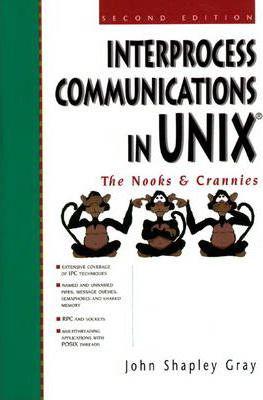 SECOND EDITION
INTERPROCESS
COMMUNICATIONS
IN UNIX®
The Nooks & Crannies
EXTENSIVE COVERAGE
OF IPC TECHNIQUES
NAMED AND UNNAMED
PIPES, MESSAGE QUEUES,
SEMAPHORES AND SHARED
MEMORY
RPC AND SOCKETS
MULTITHREADING
APPLICATIONS WITH
POSIX THREADS
John Shapley Gray